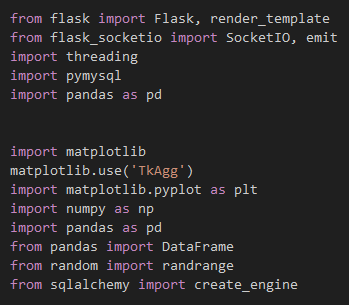 from flask import Flask, render_template
from flask_socketio import SocketIO, emit
import threading
import pymysql
import pandas as pd
import matplotlib
matplotlib.use('TkAgg')
import matplotlib.pyplot as plt
import numpy as np
import pandas as pd
from pandas import DataFrame
from random import randrange
from sqlalchemy import create_engine